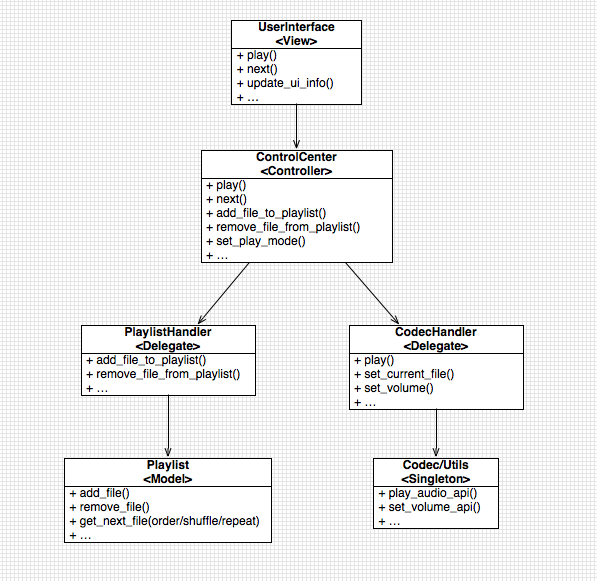 UserInterface
<View>
+ play()
+ next()
+ update_ui_info()
+ ...
ControlCenter
<Controller>
+ play()
+ next()
+ add_file_to_playlist()
+ remove_file_from_playlist()
+ set_play_mode()
+ ...
PlaylistHandler
<Delegate>
+ add_file_to_playlist()
+ remove_file_from_playlist()
+ ...
CodecHandler
<Delegate>
+ play()
+ set_current_file()
+ set_volume()
+ ...
Playlist
<Model>
+ add_file()
+ remove_file()
+ get_next_file(order/shuffle/repeat)
+ ...
Codec/Utils
<Singleton>
+ play_audio_api()
+ set_volume_api()
+ ...